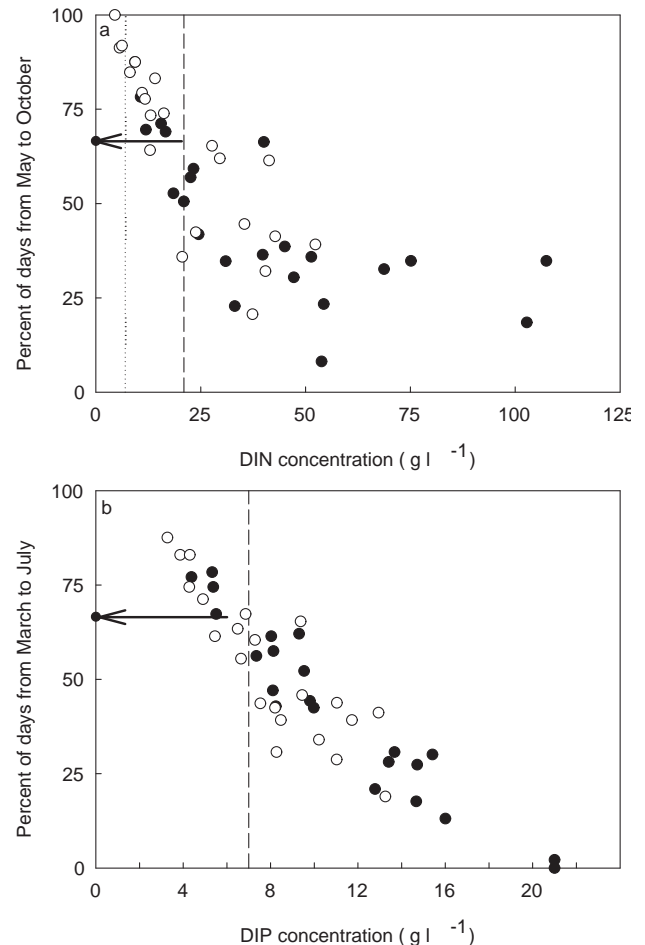 100
a
75
50
25
0
Percent of days from May to October
0 25 50 75 100 125
DIN concentration ( g l -1)
100
b
75
50
25
0
Percent of days from March to July
0 4 8 12 16 20
DIP concentration ( g l -1)